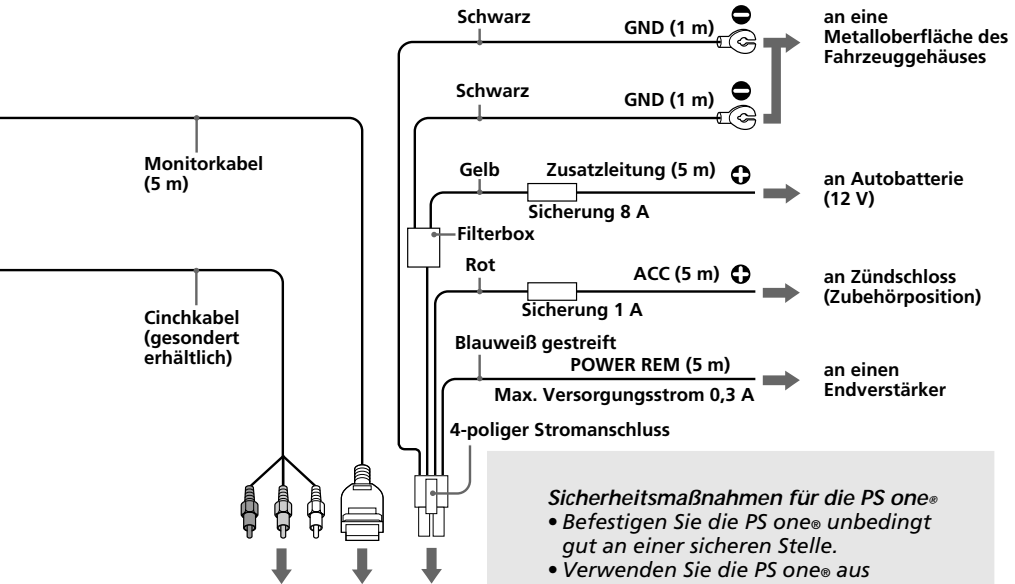 Schwarz
GND (1 m)
an eine
Metalloberfläche des
Fahrzeuggehäuses
Schwarz
GND (1 m)
Monitorkabel
(5 m)
Gelb
Zusatzleitung (5 m)
an Autobatterie
(12 V)
Sicherung 8 A
Filterbox
Rot
ACC (5 m)
an Zündschloss
(Zubehörposition)
Sicherung 1 A
Cinchkabel
(gesondert
erhältlich)
Blauweiß gestreift
POWER REM (5 m)
an einen
Endverstärker
Max. Versorgungsstrom 0,3 A
4-poliger Stromanschluss
Sicherheitsmaßnahmen für die PS one®
• Befestigen Sie die PS one® unbedingt
gut an einer sicheren Stelle.
• Verwenden Sie die PS one® aus